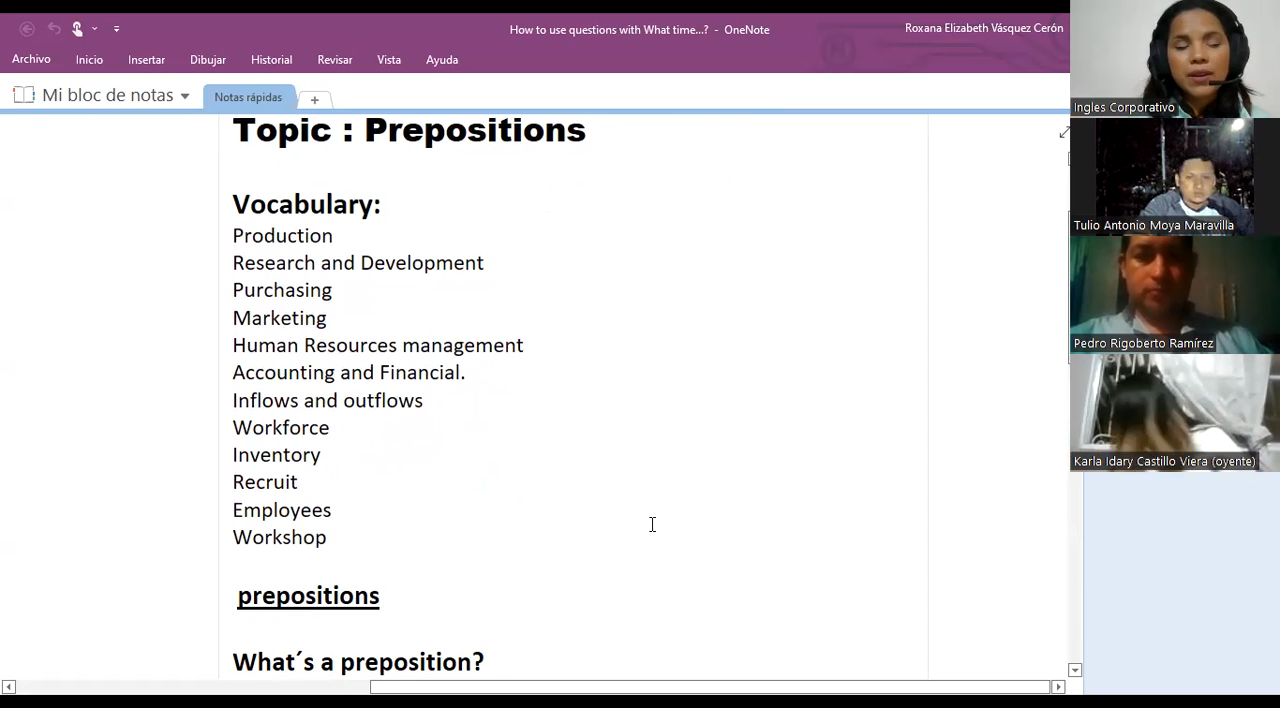 How to use questions with What time...? - OneNote
Roxana Elizabeth Vásquez Cerón
Archivo Inicio Insertar Dibujar Historial Revisar Vista Ayuda
Mi bloc de notas
Notas rápidas
Topic : Prepositions
Vocabulary:
Production
Research and Development
Purchasing
Marketing
Human Resources management
Accounting and Financial.
Inflows and outflows
Workforce
Inventory
Recruit
Employees
Workshop
prepositions
What´s a preposition?
Ingles Corporativo
Tulio Antonio Moya Maravilla
Pedro Rigoberto Ramírez
Karla Idary Castillo Viera (oyente)